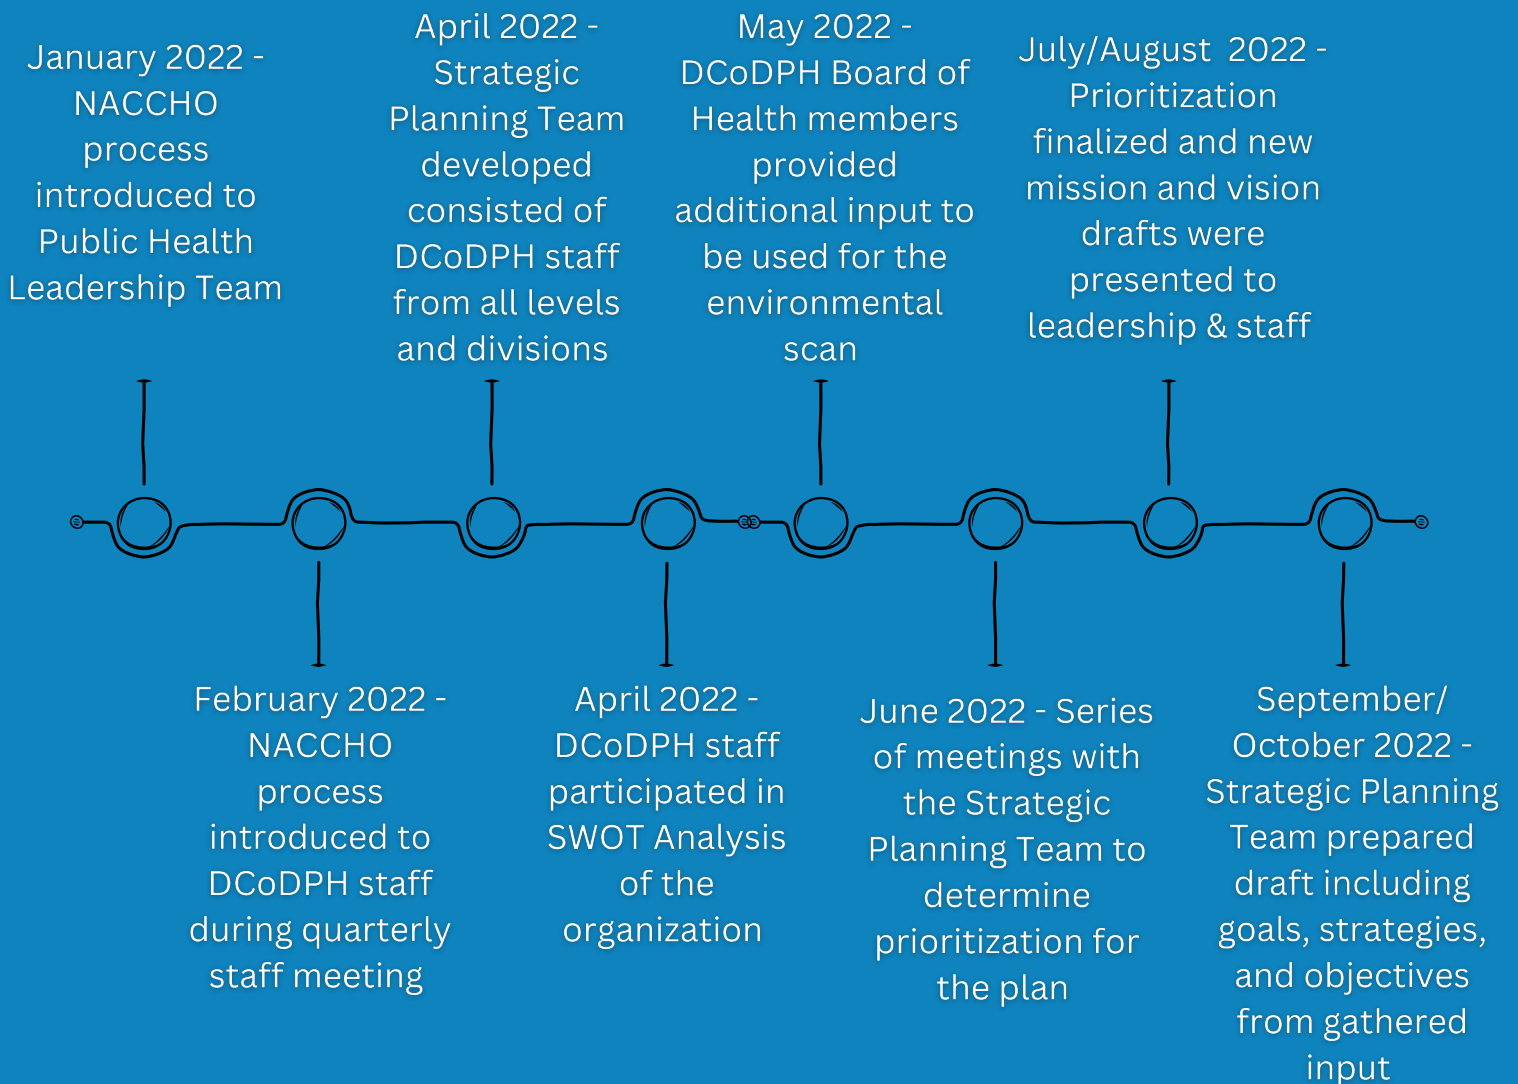 January 2022 -
NACCHO
process
introduced to
Public Health
Leadership Team
February 2022 -
NACCHO
process
introduced to
DCoDPH staff
during quarterly
staff meeting
April 2022 -
Strategic
Planning Team
developed
consisted of
DCoDPH staff
from all levels
and divisions
April 2022 -
DCoDPH staff
participated in
SWOT Analysis
of the
organization
May 2022 -
DCoDPH Board of
Health members
provided
additional input to
be used for the
environmental
scan
June 2022 - Series
of meetings with
the Strategic
Planning Team to
determine
prioritization for
the plan
July/August 2022 -
Prioritization
finalized and new
mission and vision
drafts were
presented to
leadership & staff
September/
October 2022 -
Strategic Planning
Team prepared
draft including
goals, strategies,
and objectives
from gathered
input